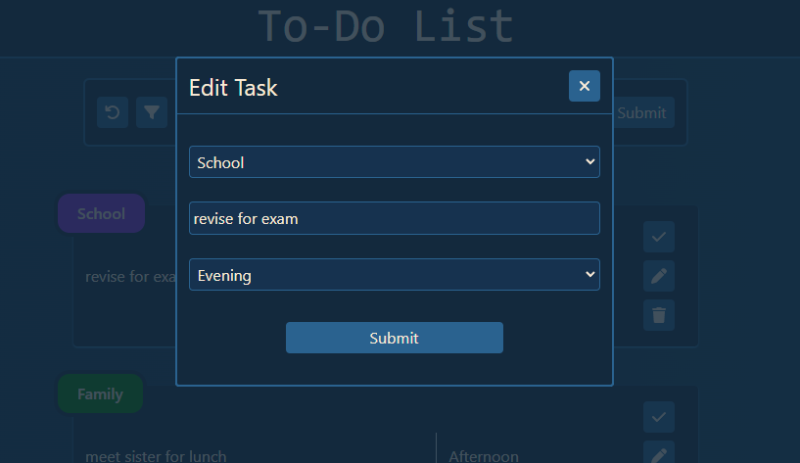 To-Do List
Edit Task
Submit
School
School
revise for exam
revise for exa
Evening
Submit
Family
meet sister for lunch
Afternoon